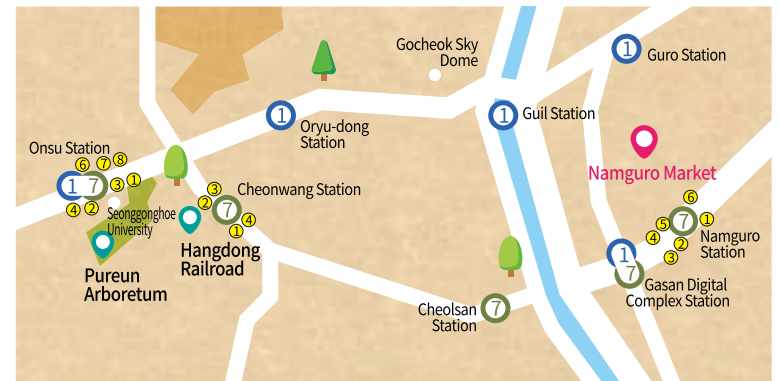 Gocheok Sky
Dome
1
Guro Station
1
Oryu-dong
Station
1
Guil Station
Onsu Station
6
7
8
1
7
3
1
4
2
Seonggonghoe
University
Pureun
Arboretum
Cheonwang Station
3
2
7
4
1
Hangdong
Railroad
Namguro Market
6
5
7
1
4
2
3
Namguro
Station
1
7
Gasan Digital
Complex Station
Cheolsan
Station
7